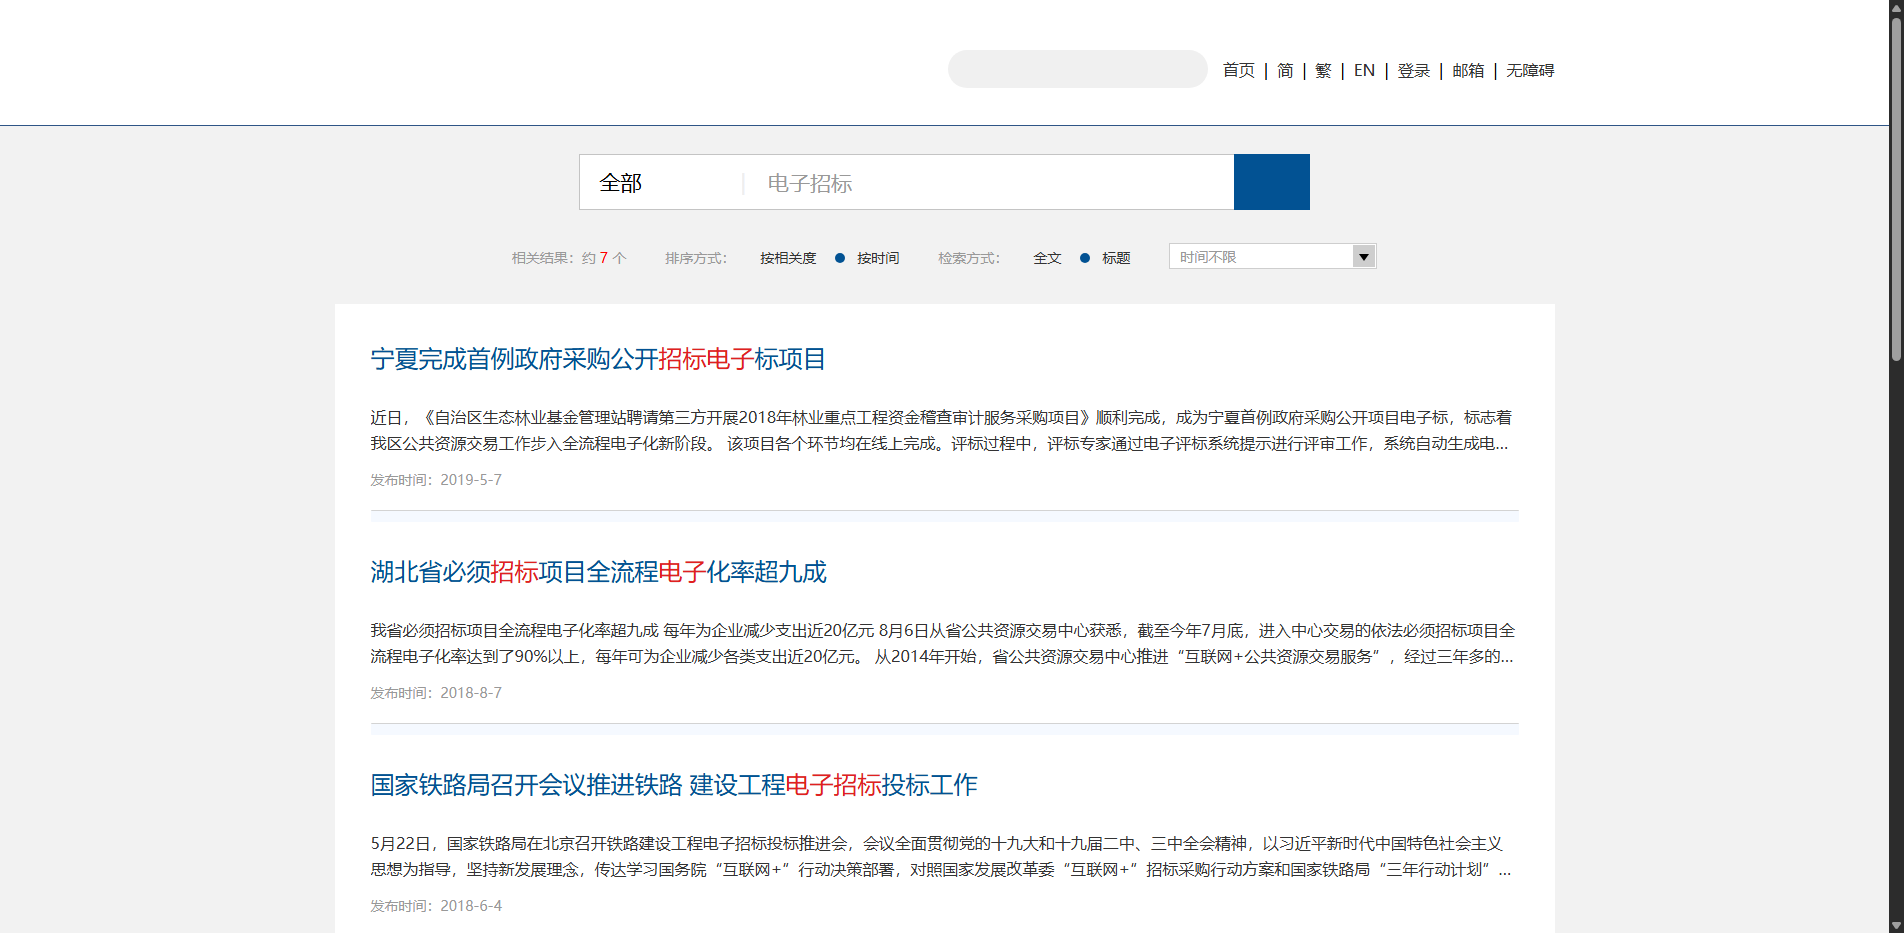 首页 | 简 | 繁 | EN | 登录 | 邮箱 | 无障碍
全部 | 电子招标
相关结果：约 7 个 排序方式： 按相关度 按时间 检索方式： 全文 标题 时间不限
宁夏完成首例政府采购公开招标电子标项目
近日，《自治区生态林业基金管理站聘请第三方开展2018年林业重点工程资金稽查审计服务采购项目》顺利完成，成为宁夏首例政府采购公开项目电子标，标志着
我区公共资源交易工作步入全流程电子化新阶段。 该项目各个环节均在线上完成。评标过程中，评标专家通过电子评标系统提示进行评审工作，系统自动生成电...
发布时间：2019-5-7
湖北省必须招标项目全流程电子化率超九成
我省必须招标项目全流程电子化率超九成 每年为企业减少支出近20亿元 8月6日从省公共资源交易中心获悉，截至今年7月底，进入中心交易的依法必须招标项目全
流程电子化率达到了90%以上，每年可为企业减少各类支出近20亿元。 从2014年开始，省公共资源交易中心推进“互联网+公共资源交易服务”，经过三年多的...
发布时间：2018-8-7
国家铁路局召开会议推进铁路 建设工程电子招标投标工作
5月22日，国家铁路局在北京召开铁路建设工程电子招标投标推进会，会议全面贯彻党的十九大和十九届二中、三中全会精神，以习近平新时代中国特色社会主义
思想为指导，坚持新发展理念，传达学习国务院“互联网+”行动决策部署，对照国家发展改革委“互联网+”招标采购行动方案和国家铁路局“三年行动计划”...
发布时间：2018-6-4